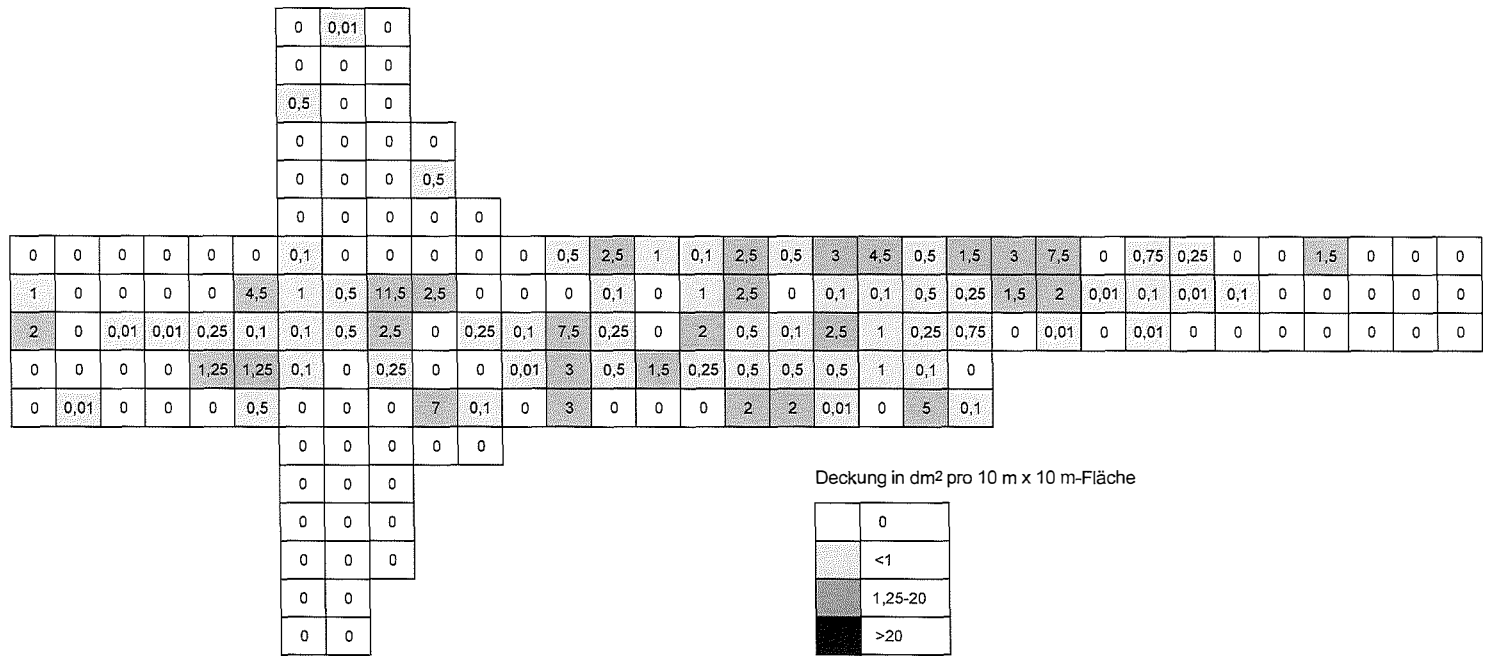 0 0,01 0
0 0 0
0,5 0 0
0 0 0 0
0 0 0 0,5
0 0 0 0 0
0 0 0 0 0 0 0,1 0 0 0 0 0 0,5 2,5 1 0,1 2,5 0,5 3 4,5 0,5 1,5 3 7,5 0 0,75 0,25 0 0 1,5 0 0 0
1 0 0 0 0 4,5 1 0,5 11,5 2,5 0 0 0 0,1 0 1 2,5 0 0,1 0,1 0,5 0,25 1,5 2 0,01 0,1 0,01 0,1 0 0 0 0 0
2 0 0,01 0,01 0,25 0,1 0,1 0,5 2,5 0 0,25 0,1 7,5 0,25 0 2 0,5 0,1 2,5 1 0,25 0,75 0 0,01 0 0,01 0 0 0 0 0 0 0
0 0 0 0 1,25 1,25 0,1 0 0,25 0 0 0,01 3 0,5 1,5 0,25 0,5 0,5 0,5 1 0,1 0
0 0,01 0 0 0 0,5 0 0 0 7 0,1 0 3 0 0 0 2 2 0,01 0 5 0,1
0 0 0 0 0
0 0 0
0 0 0
0 0 0
0 0
0 0
Deckung in dm² pro 10 m x 10 m-Fläche
0
<1
1,25-20
>20